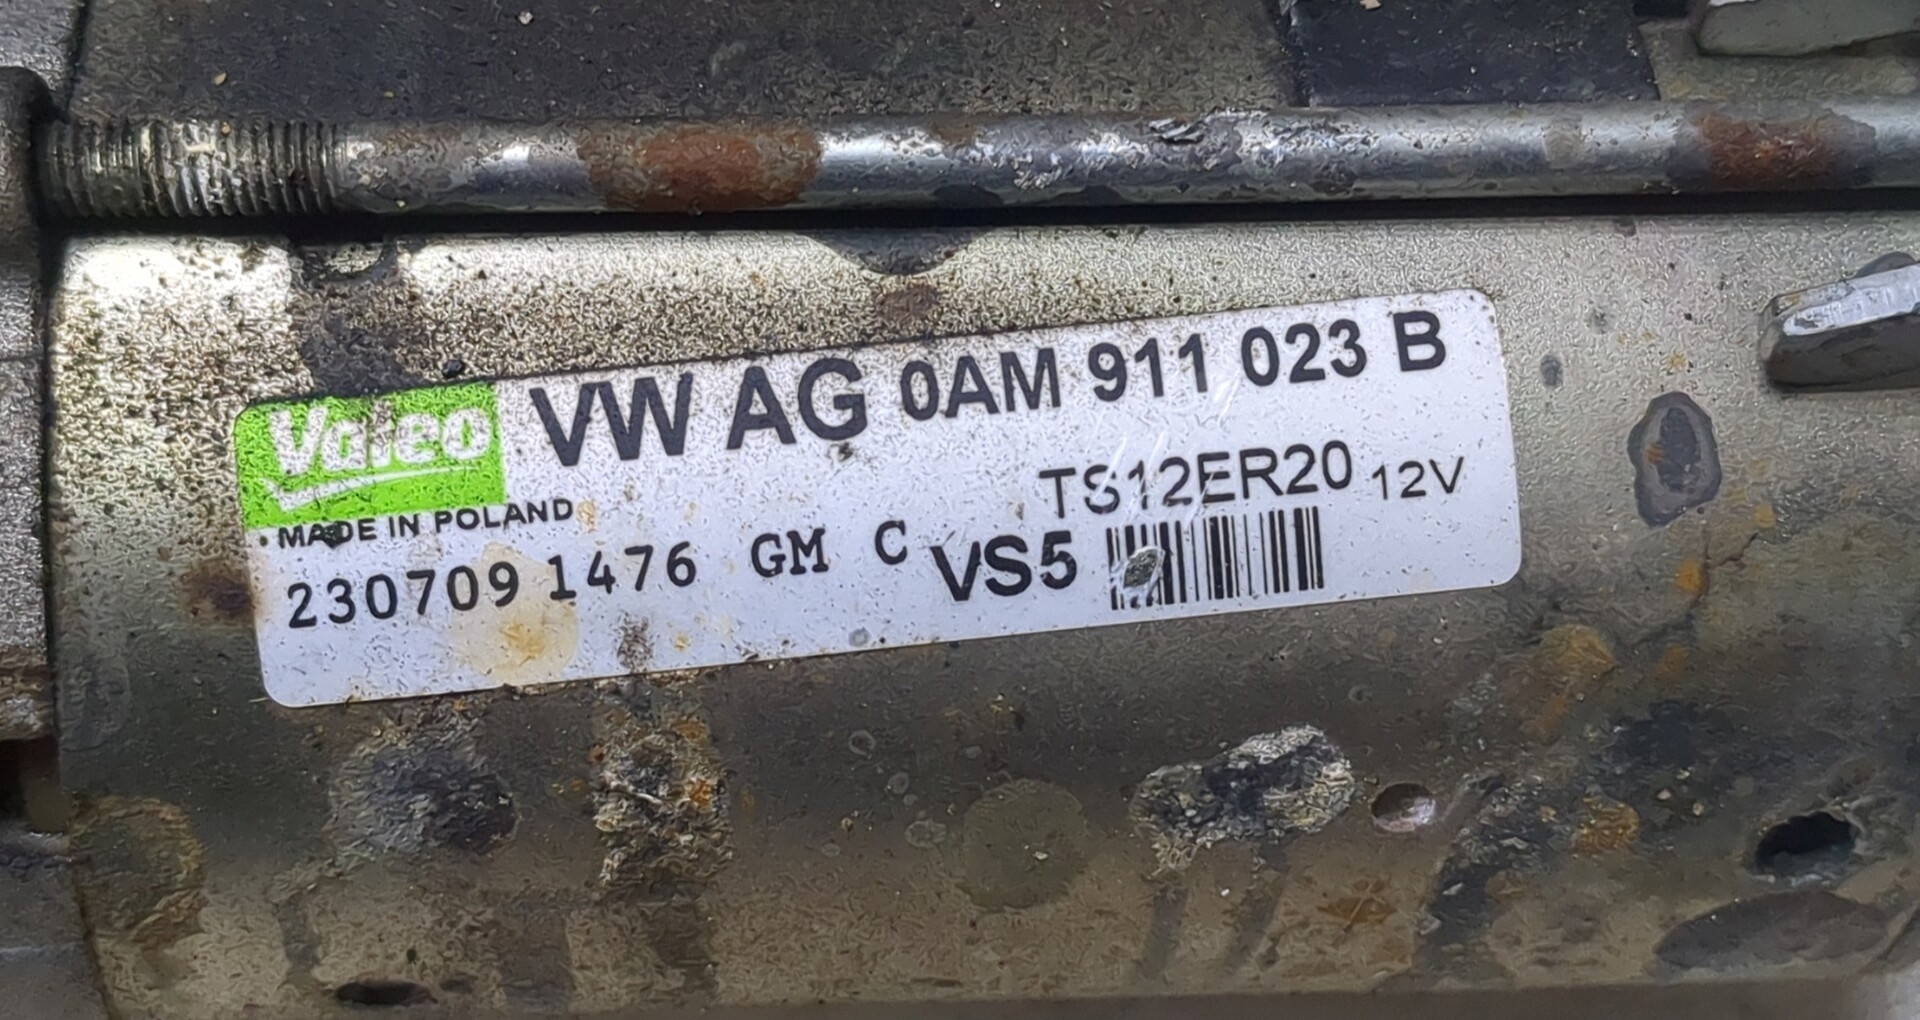 Valeo VW AG 0AM 911 023 B
TS12ER20 12V
MADE IN POLAND
230709 1476 GM C VS5